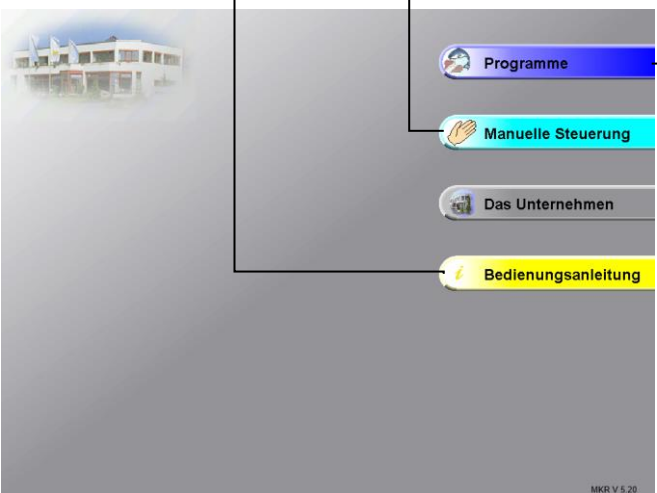 Programme
Manuelle Steuerung
Das Unternehmen
i Bedienungsanleitung
MKR V 5.20